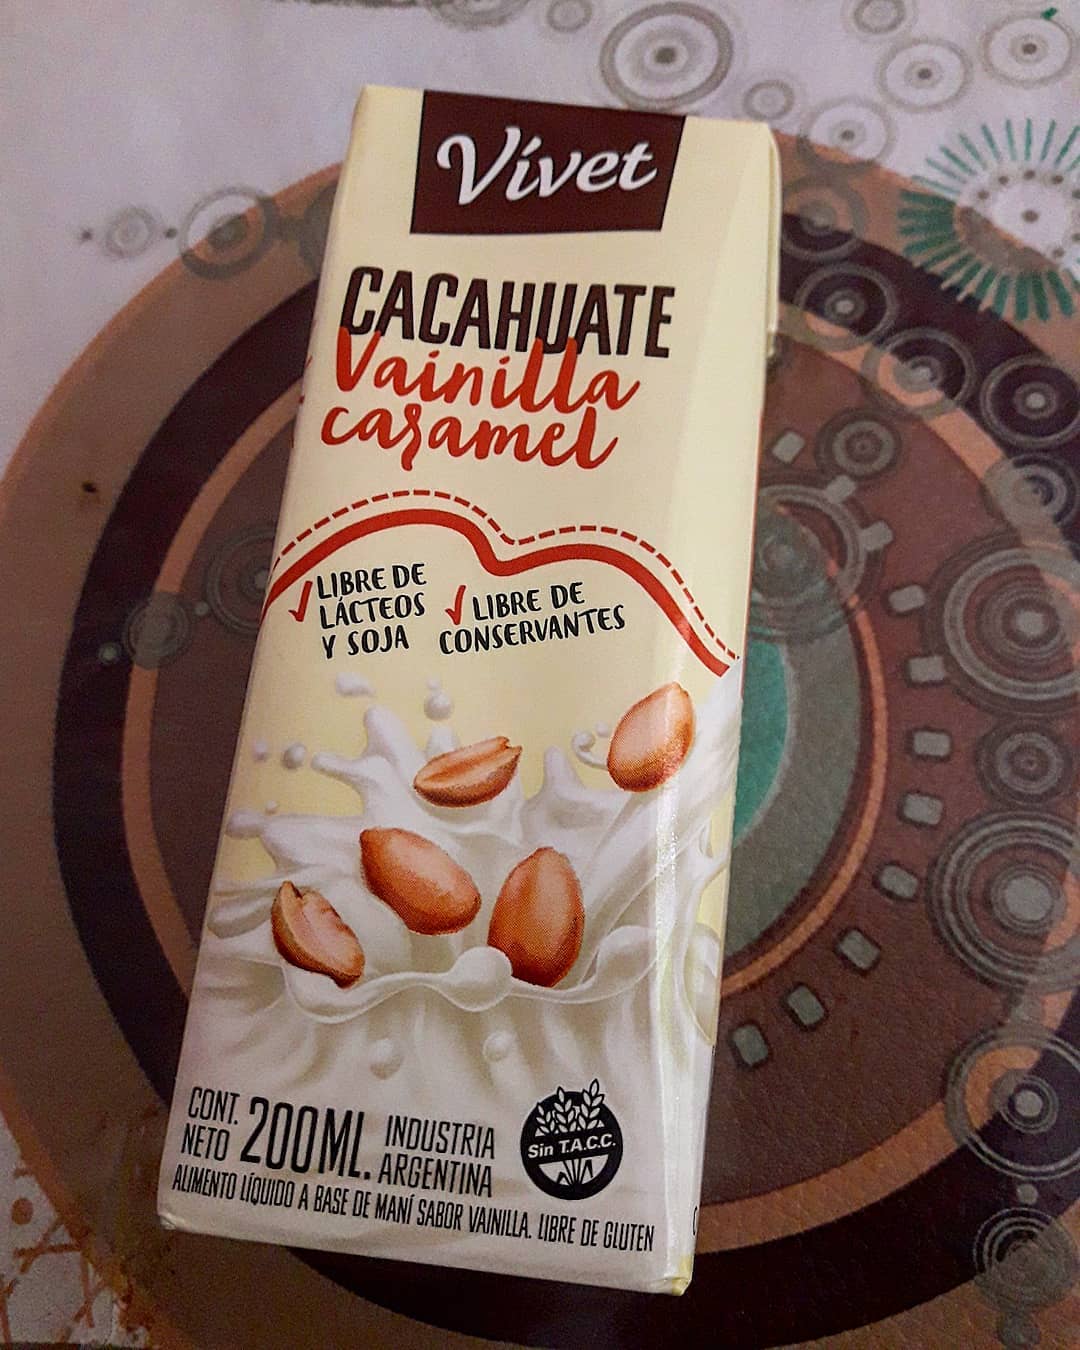 Vívet
CACAHUATE
Vainilla
caramel
LIBRE DE
LÁCTEOS
Y SOJA
LIBRE DE
CONSERVANTES
CONT.
NETO 200ML.
INDUSTRIA
ARGENTINA
Sin T.A.C.C.
ALIMENTO LÍQUIDO A BASE DE MANÍ SABOR VAINILLA. LIBRE DE GLUTEN